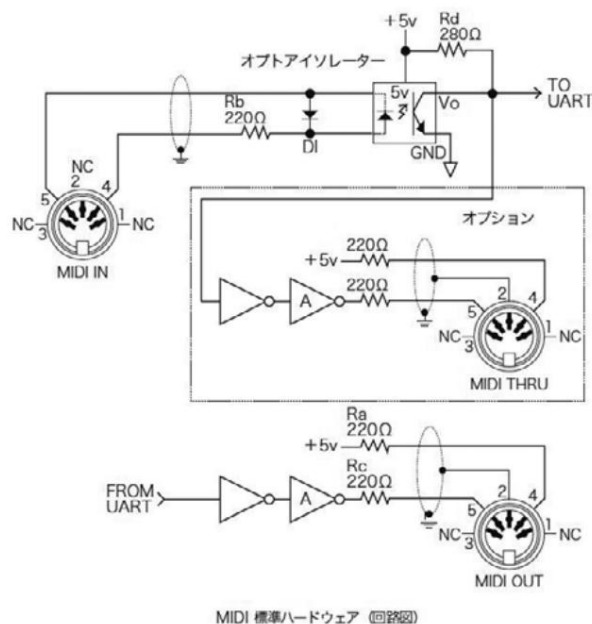 +5v
Rd
280Ω
オプトアイソレーター
5v
Vo
TO
UART
Rb
220Ω
DI
GND
NC
2
5
4
NC
3
1
NC
MIDI IN
オプション
220Ω
+5v
220Ω
A
2
5
4
NC
3
1
NC
MIDI THRU
Ra
220Ω
+5v
Rc
220Ω
FROM
UART
A
2
5
4
NC
3
1
NC
MIDI OUT
MIDI 標準ハードウェア (回路図)